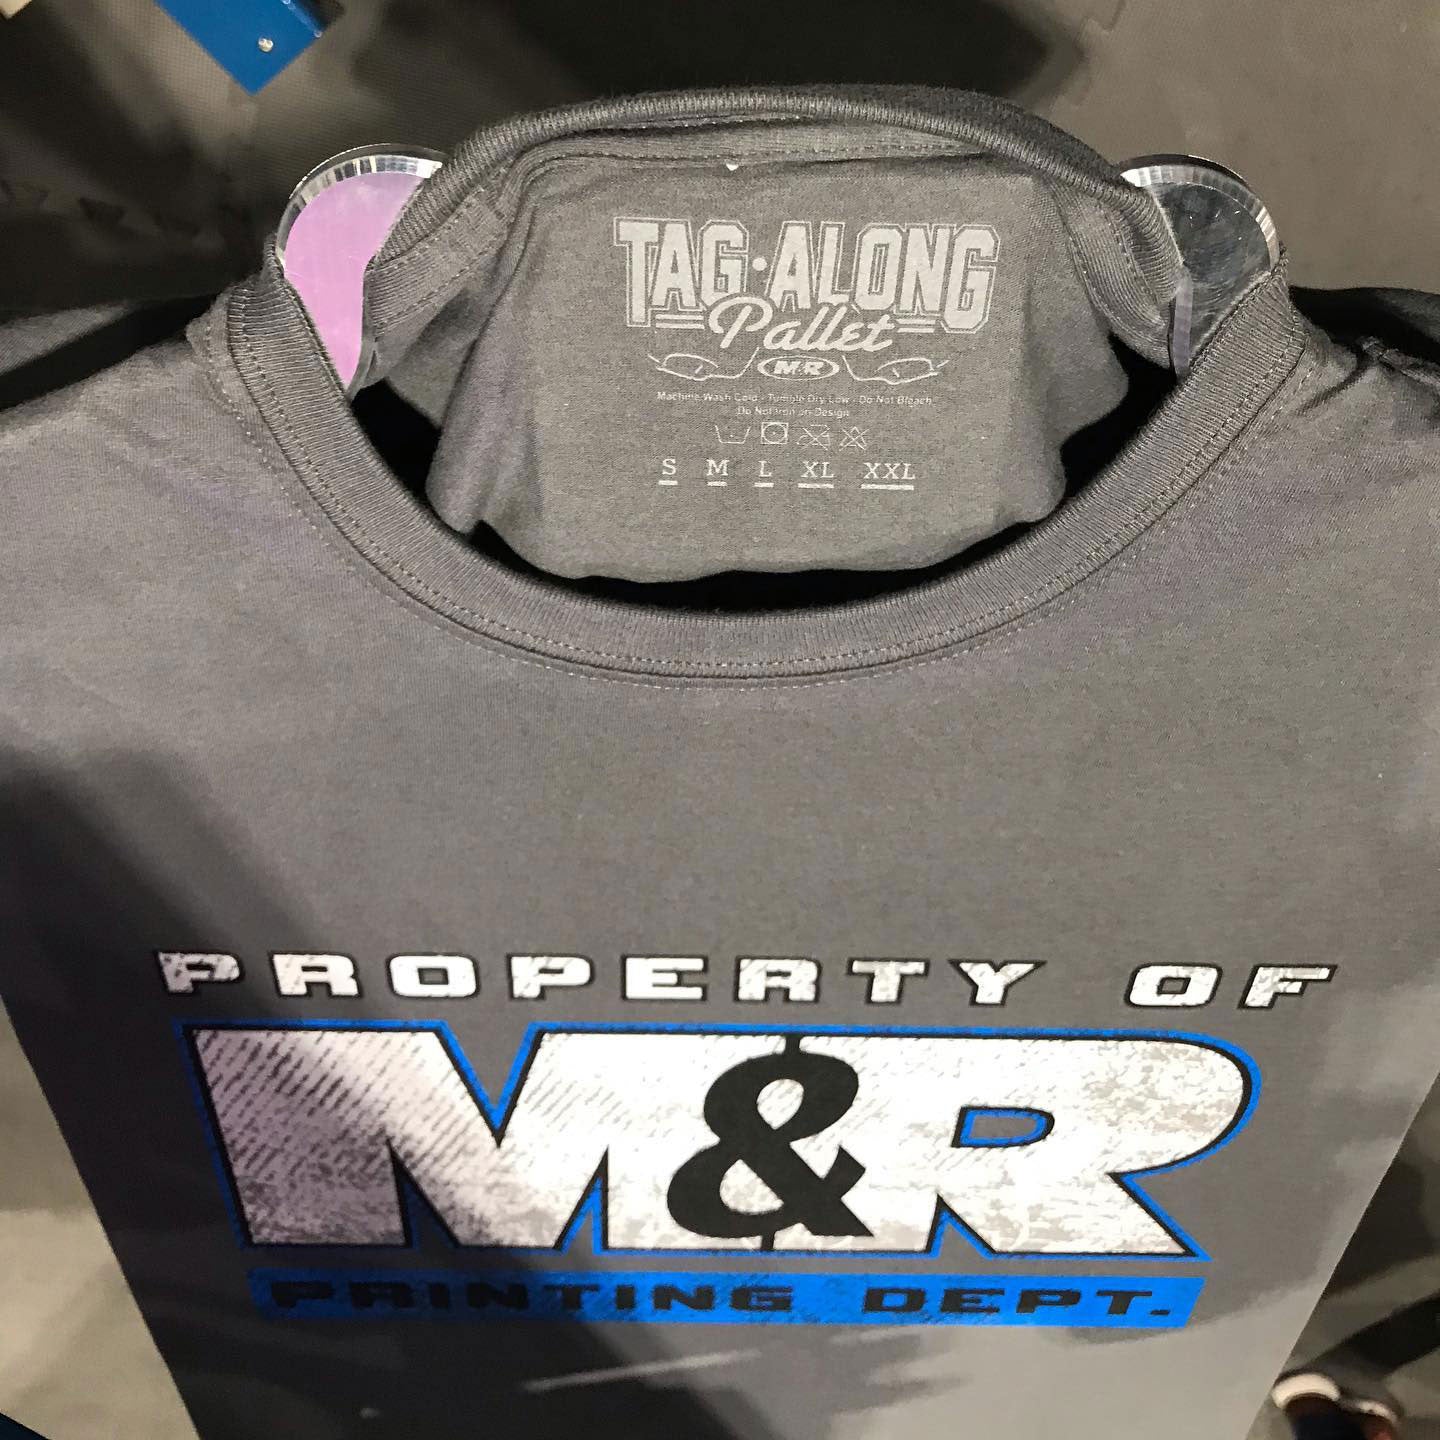 TAG·ALONG
Pallet
M&R
Machine Wash Cold - Tumble Dry Low - Do Not Bleach
Do Not Iron on Design
S M L XL XXL
PROPERTY OF
M&R
PRINTING DEPT.